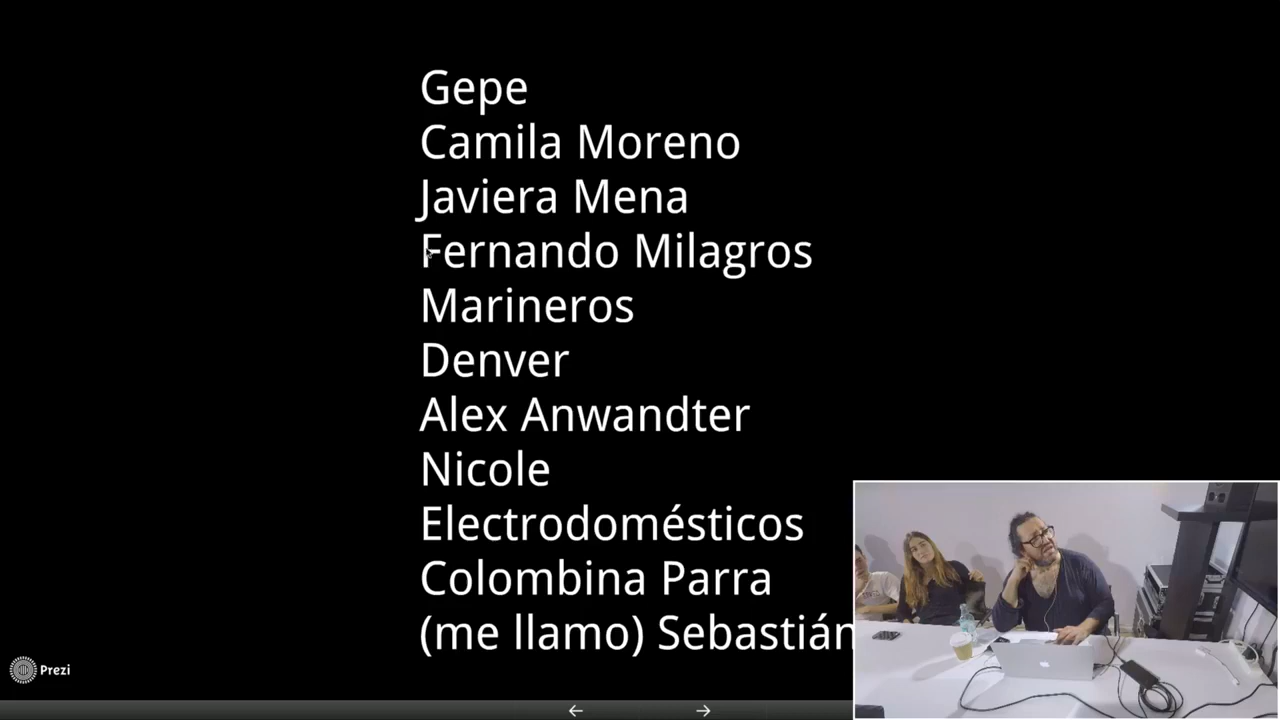 Gepe
Camila Moreno
Javiera Mena
Fernando Milagros
Marineros
Denver
Alex Anwandter
Nicole
Electrodomésticos
Colombina Parra
(me llamo) Sebastián
Prezi